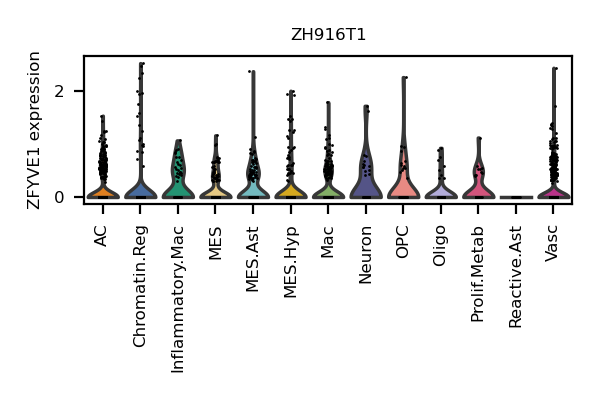 ZH916T1
ZFYVE1 expression
2
0
AC
Chromatin.Reg
Inflammatory.Mac
MES
MES.Ast
MES.Hyp
Mac
Neuron
OPC
Oligo
Prolif.Metab
Reactive.Ast
Vasc